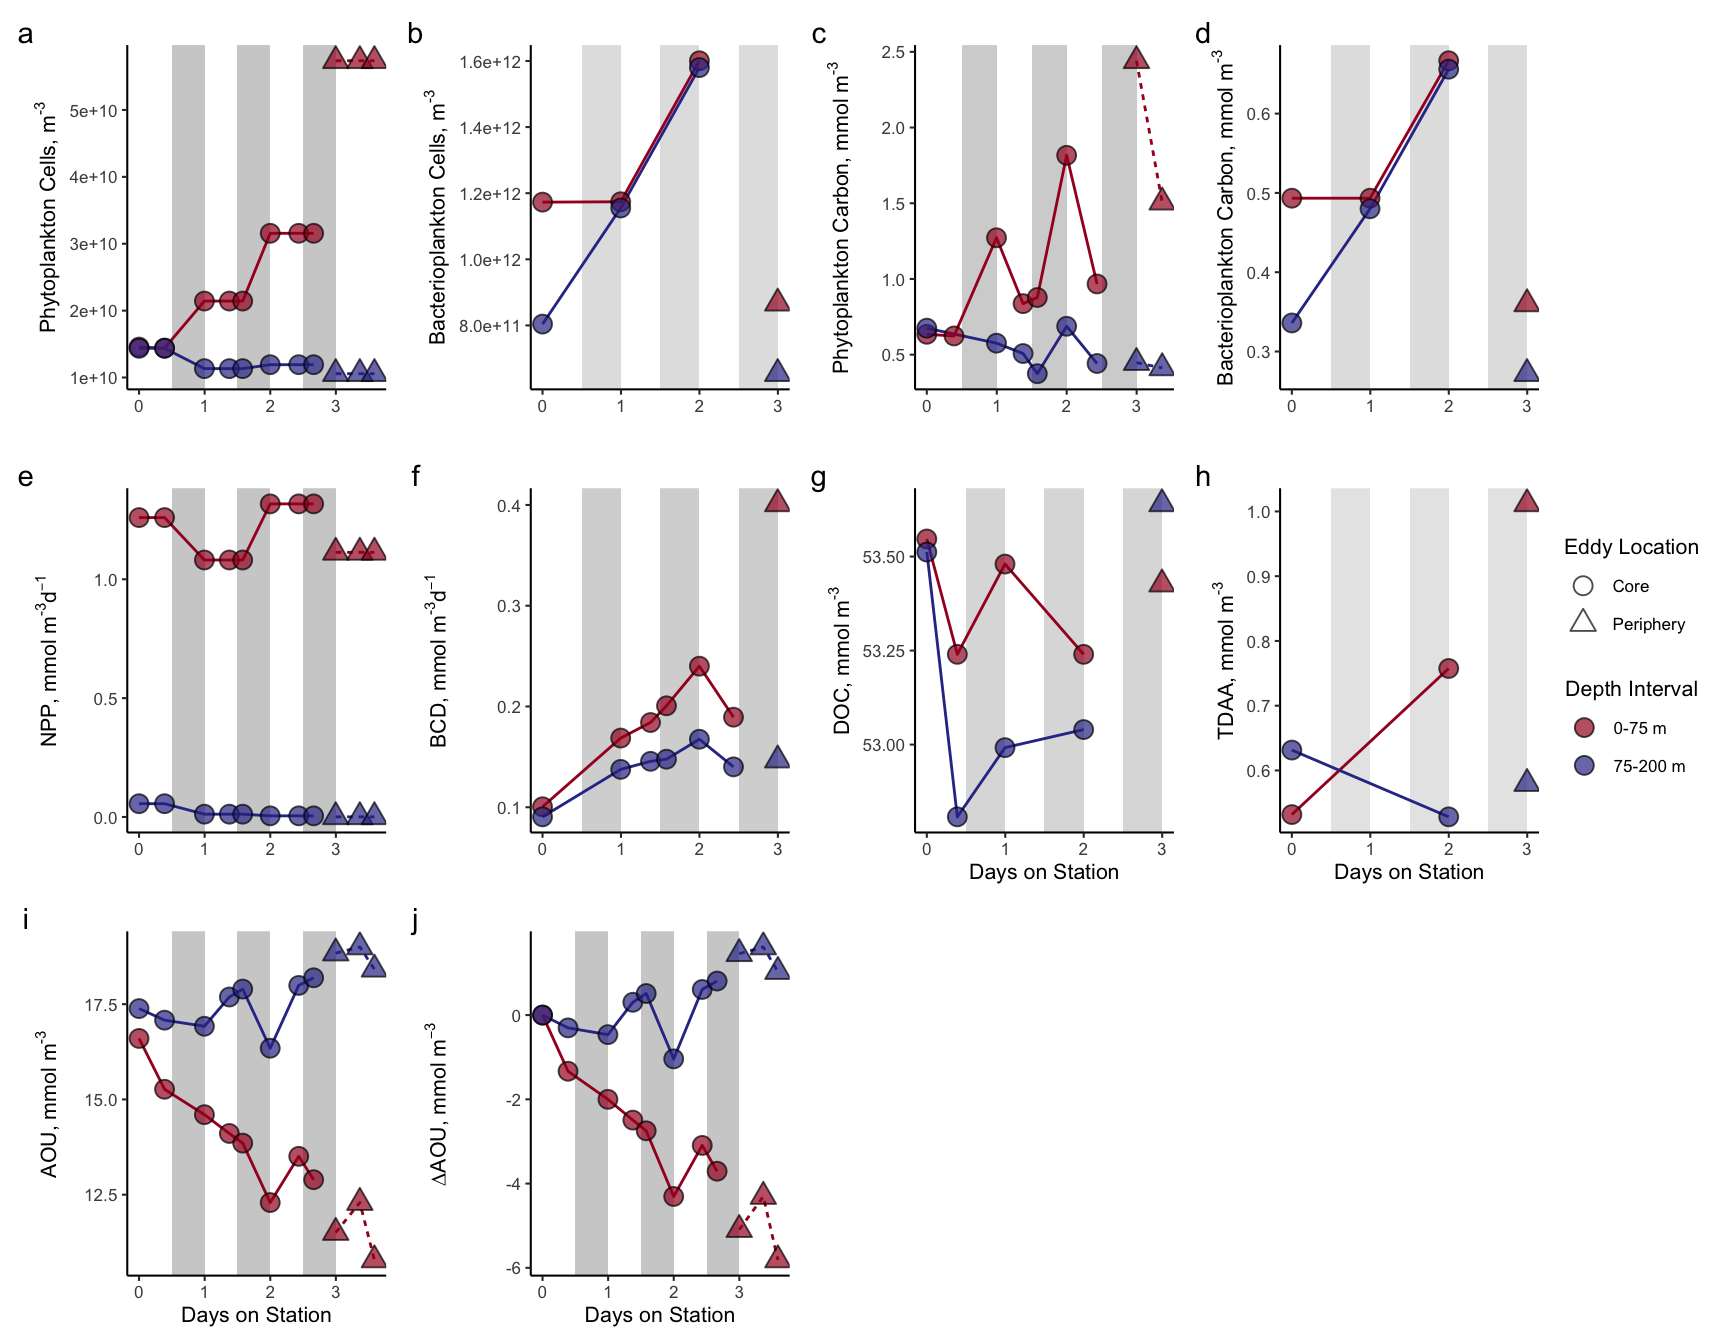 a
Phytoplankton Cells, m-3
5e+10
4e+10
3e+10
2e+10
1e+10
0 1 2 3
b
Bacterioplankton Cells, m-3
1.6e+12
1.4e+12
1.2e+12
1.0e+12
8.0e+11
0 1 2 3
c
Phytoplankton Carbon, mmol m-3
2.5
2.0
1.5
1.0
0.5
0 1 2 3
d
Bacterioplankton Carbon, mmol m-3
0.6
0.5
0.4
0.3
0 1 2 3
e
NPP, mmol m-3d−1
1.0
0.5
0.0
0 1 2 3
f
BCD, mmol m-3d−1
0.4
0.3
0.2
0.1
0 1 2 3
g
DOC, mmol m-3
53.50
53.25
53.00
0 1 2 3
Days on Station
h
TDAA, mmol m-3
1.0
0.9
0.8
0.7
0.6
0 1 2 3
Days on Station
Eddy Location
Core
Periphery
Depth Interval
0-75 m
75-200 m
i
AOU, mmol m-3
17.5
15.0
12.5
0 1 2 3
Days on Station
j
ΔAOU, mmol m-3
0
-2
-4
-6
0 1 2 3
Days on Station